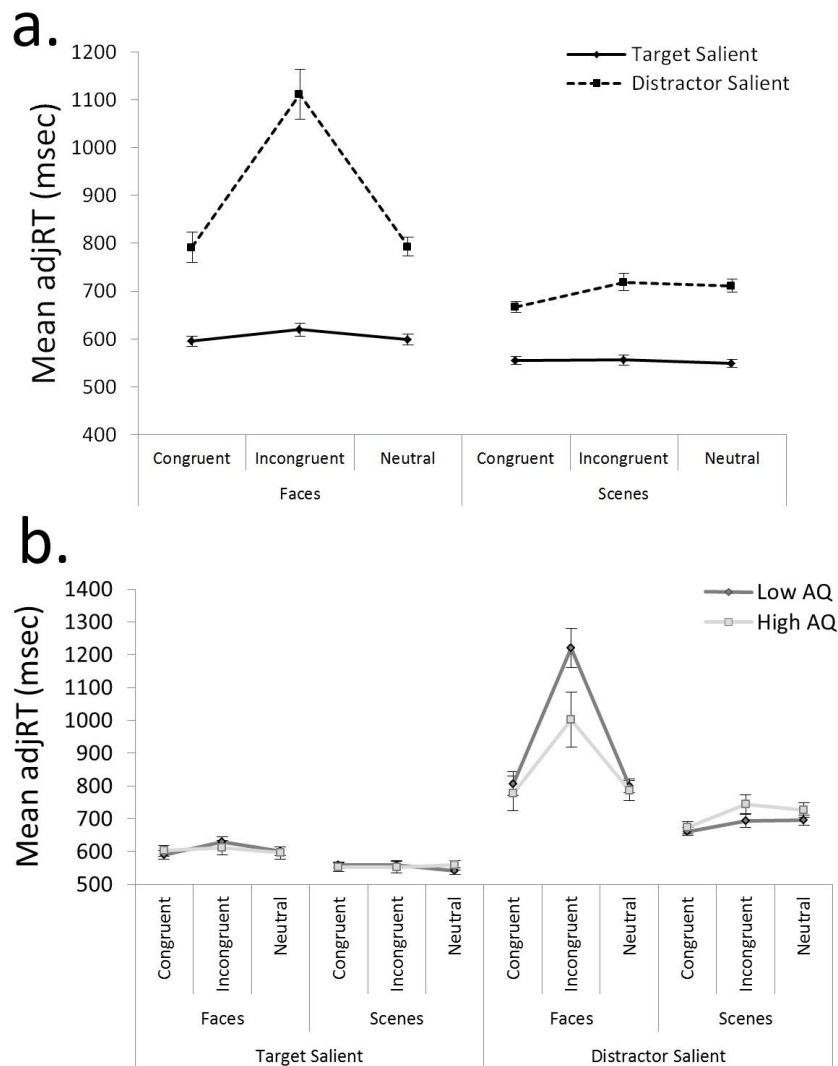 a.
1200
1100
1000
900
800
700
600
500
400
Mean adjRT (msec)
Target Salient
Distractor Salient
Congruent Incongruent Neutral Congruent Incongruent Neutral
Faces Scenes
b.
1400
1300
1200
1100
1000
900
800
700
600
500
Mean adjRT (msec)
Low AQ
High AQ
Congruent Incongruent Neutral Congruent Incongruent Neutral Congruent Incongruent Neutral Congruent Incongruent Neutral
Faces Scenes Faces Scenes
Target Salient Distractor Salient